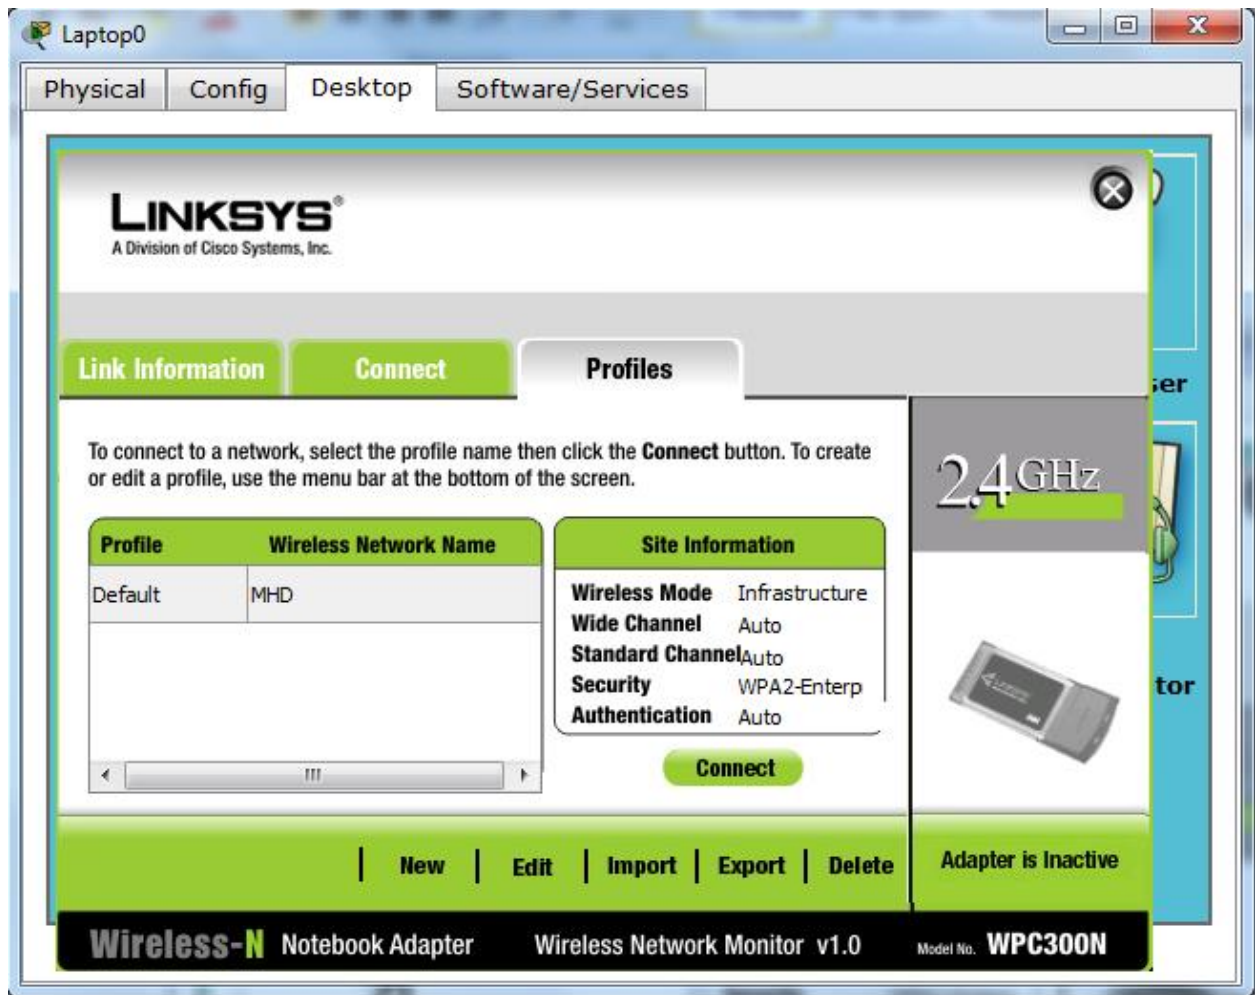 Laptop0
Physical Config Desktop Software/Services
LINKSYS®
A Division of Cisco Systems, Inc.
Link Information Connect Profiles
ser
To connect to a network, select the profile name then click the Connect button. To create
or edit a profile, use the menu bar at the bottom of the screen.
2.4GHz
Profile Wireless Network Name
Default MHD
Site Information
Wireless Mode Infrastructure
Wide Channel Auto
Standard Channel Auto
Security WPA2-Enterp
Authentication Auto
Connect
LINKSYS
tor
New | Edit | Import | Export | Delete
Adapter is Inactive
Wireless-N Notebook Adapter Wireless Network Monitor v1.0 Model No. WPC300N